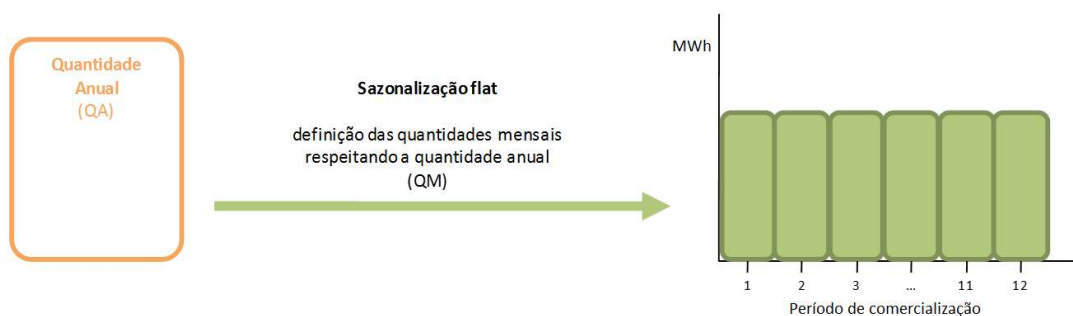 Quantidade
Anual
(QA)
Sazonalização flat
definição das quantidades mensais
respeitando a quantidade anual
(QM)
MWh
1 2 3 ... 11 12
Período de comercialização